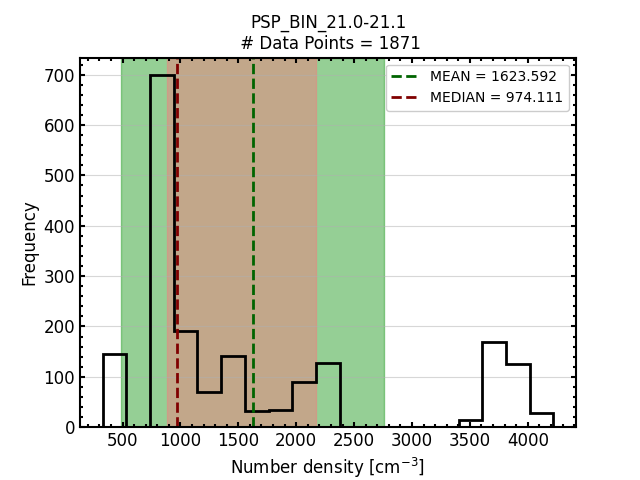 PSP_BIN_21.0-21.1
# Data Points = 1871
MEAN = 1623.592
MEDIAN = 974.111
700
600
500
400
300
200
100
0
Frequency
500 1000 1500 2000 2500 3000 3500 4000
Number density [cm⁻³]